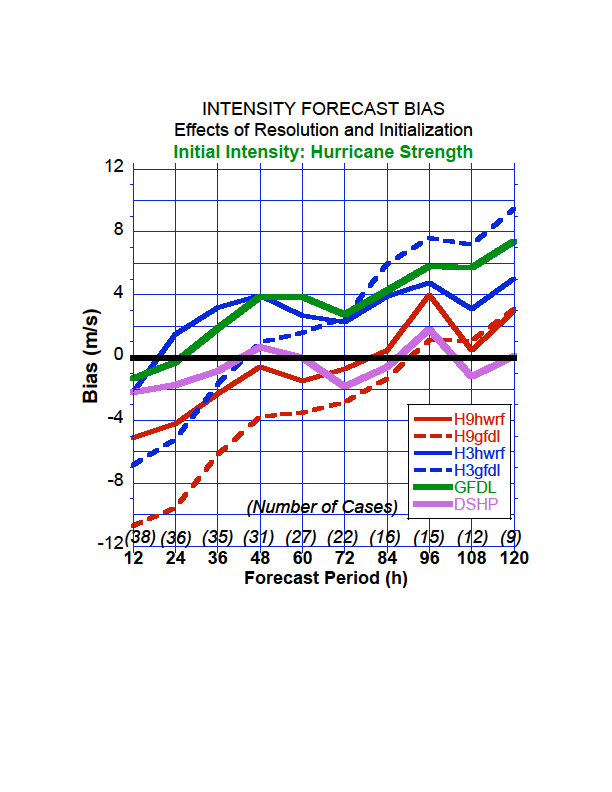 INTENSITY FORECAST BIAS
Effects of Resolution and Initialization
Initial Intensity: Hurricane Strength
12
8
4
0
-4
-8
-12
Bias (m/s)
H9hwrf
H9gfdl
H3hwrf
H3gfdl
GFDL
DSHP
(Number of Cases)
(38) (36) (35) (31) (27) (22) (16) (15) (12) (9)
12 24 36 48 60 72 84 96 108 120
Forecast Period (h)